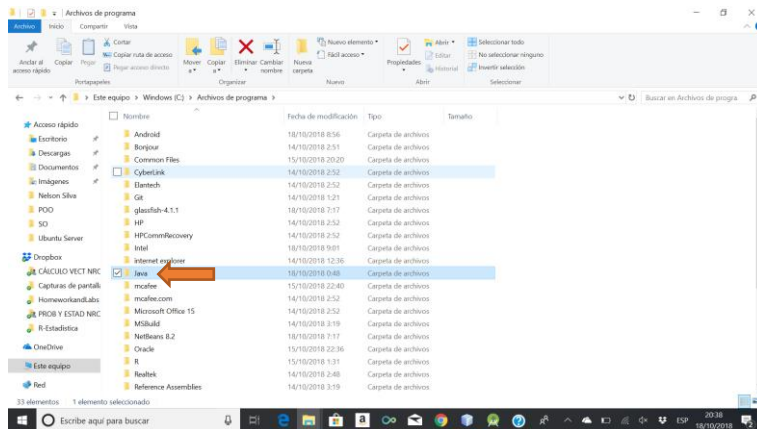 Archivos de programa
Archivo Inicio Compartir Vista
Anclar al acceso rápido
Copiar
Pegar
Cortar
Copiar ruta de acceso
Pegar acceso directo
Portapapeles
Mover a
Copiar a
Eliminar
Cambiar nombre
Organizar
Nueva carpeta
Nuevo elemento
Fácil acceso
Nuevo
Propiedades
Abrir
Editar
Historial
Abrir
Seleccionar todo
No seleccionar ninguno
Invertir selección
Seleccionar
Este equipo > Windows (C:) > Archivos de programa >
Buscar en Archivos de progra
Nombre Fecha de modificación Tipo Tamaño
Acceso rápido
Escritorio
Descargas
Documentos
Imágenes
Nelson Silva
POO
SO
Ubuntu Server
Dropbox
CÁLCULO VECT NRC
Capturas de pantalla
HomeworkandLabs
PROB Y ESTAD NRC
R-Estadística
OneDrive
Este equipo
Red
Android 18/10/2018 8:56 Carpeta de archivos
Bonjour 14/10/2018 2:51 Carpeta de archivos
Common Files 15/10/2018 20:20 Carpeta de archivos
CyberLink 14/10/2018 2:52 Carpeta de archivos
Elantech 14/10/2018 2:52 Carpeta de archivos
Git 14/10/2018 1:21 Carpeta de archivos
glassfish-4.1.1 18/10/2018 7:17 Carpeta de archivos
HP 14/10/2018 2:52 Carpeta de archivos
HPCommRecovery 14/10/2018 2:52 Carpeta de archivos
Intel 18/10/2018 9:01 Carpeta de archivos
internet explorer 14/10/2018 12:36 Carpeta de archivos
Java 18/10/2018 0:48 Carpeta de archivos
mcafee 15/10/2018 22:40 Carpeta de archivos
mcafee.com 14/10/2018 2:52 Carpeta de archivos
Microsoft Office 15 14/10/2018 2:52 Carpeta de archivos
MSBuild 14/10/2018 3:19 Carpeta de archivos
NetBeans 8.2 18/10/2018 7:17 Carpeta de archivos
Oracle 15/10/2018 22:36 Carpeta de archivos
R 15/10/2018 1:31 Carpeta de archivos
Realtek 14/10/2018 2:48 Carpeta de archivos
Reference Assemblies 14/10/2018 3:19 Carpeta de archivos
33 elementos 1 elemento seleccionado
Escribe aquí para buscar
ESP
20:38
18/10/2018